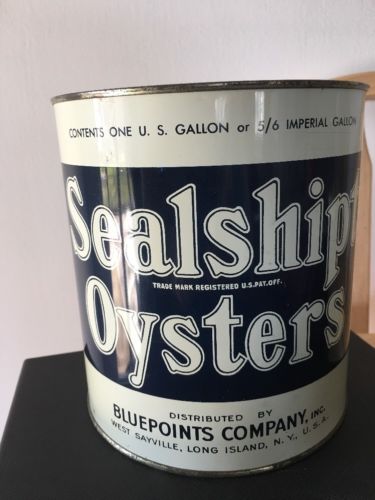 CONTENTS ONE U. S. GALLON or 5/6 IMPERIAL GALLON
Sealshipt
TRADE MARK REGISTERED U.S. PAT. OFF.
Oysters
DISTRIBUTED BY
BLUEPOINTS COMPANY, INC.
WEST SAYVILLE, LONG ISLAND, N. Y., U. S. A.